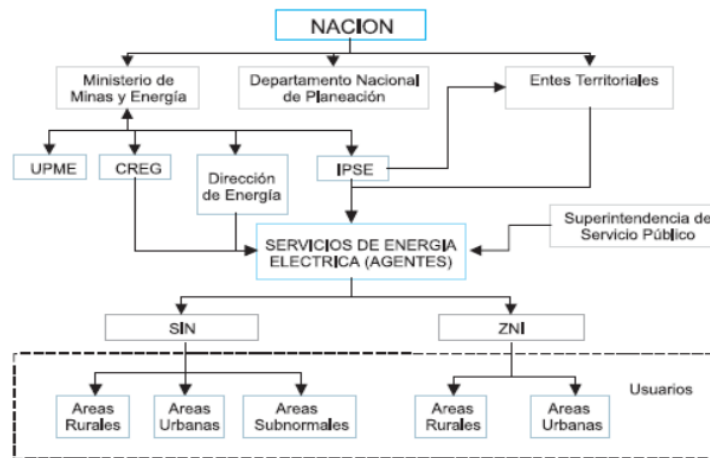 NACION
Ministerio de
Minas y Energía
Departamento Nacional
de Planeación
Entes Territoriales
UPME
CREG
Dirección
de Energía
IPSE
Superintendencia de
Servicio Público
SERVICIOS DE ENERGIA
ELECTRICA (AGENTES)
SIN
ZNI
Usuarios
Areas
Rurales
Areas
Urbanas
Areas
Subnormales
Areas
Rurales
Areas
Urbanas